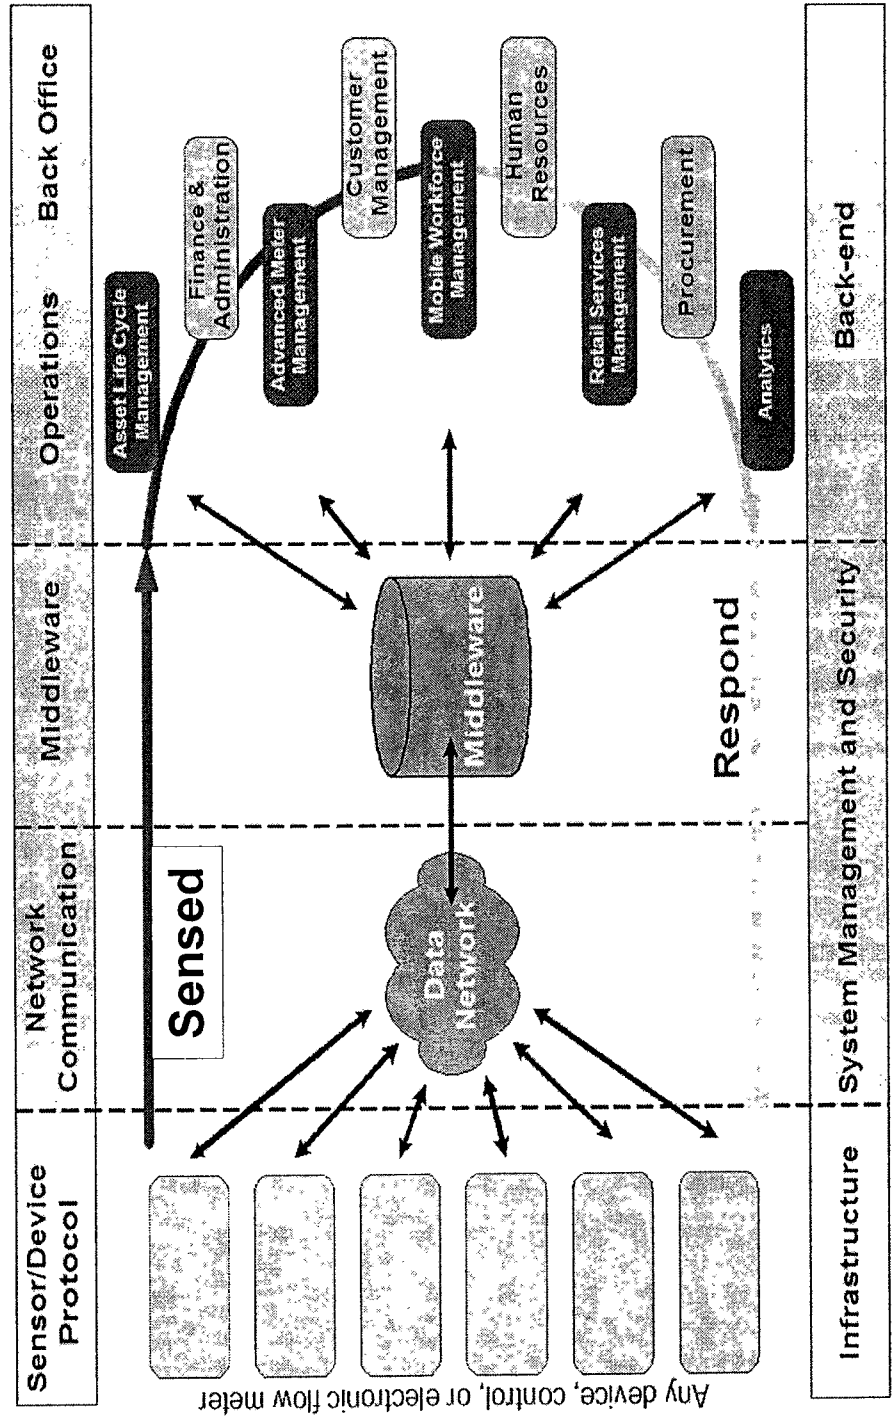 Sensor/Device
Protocol
Network
Communication
Middleware
Operations
Back Office
Sensed
Any device, control, or electronic flow meter
Data
Network
Middleware
Asset Life Cycle
Management
Finance &
Administration
Advanced Meter
Management
Customer
Management
Mobile Workforce
Management
Human
Resources
Retail Services
Management
Procurement
Analytics
Respond
Infrastructure
System Management and Security
Back-end